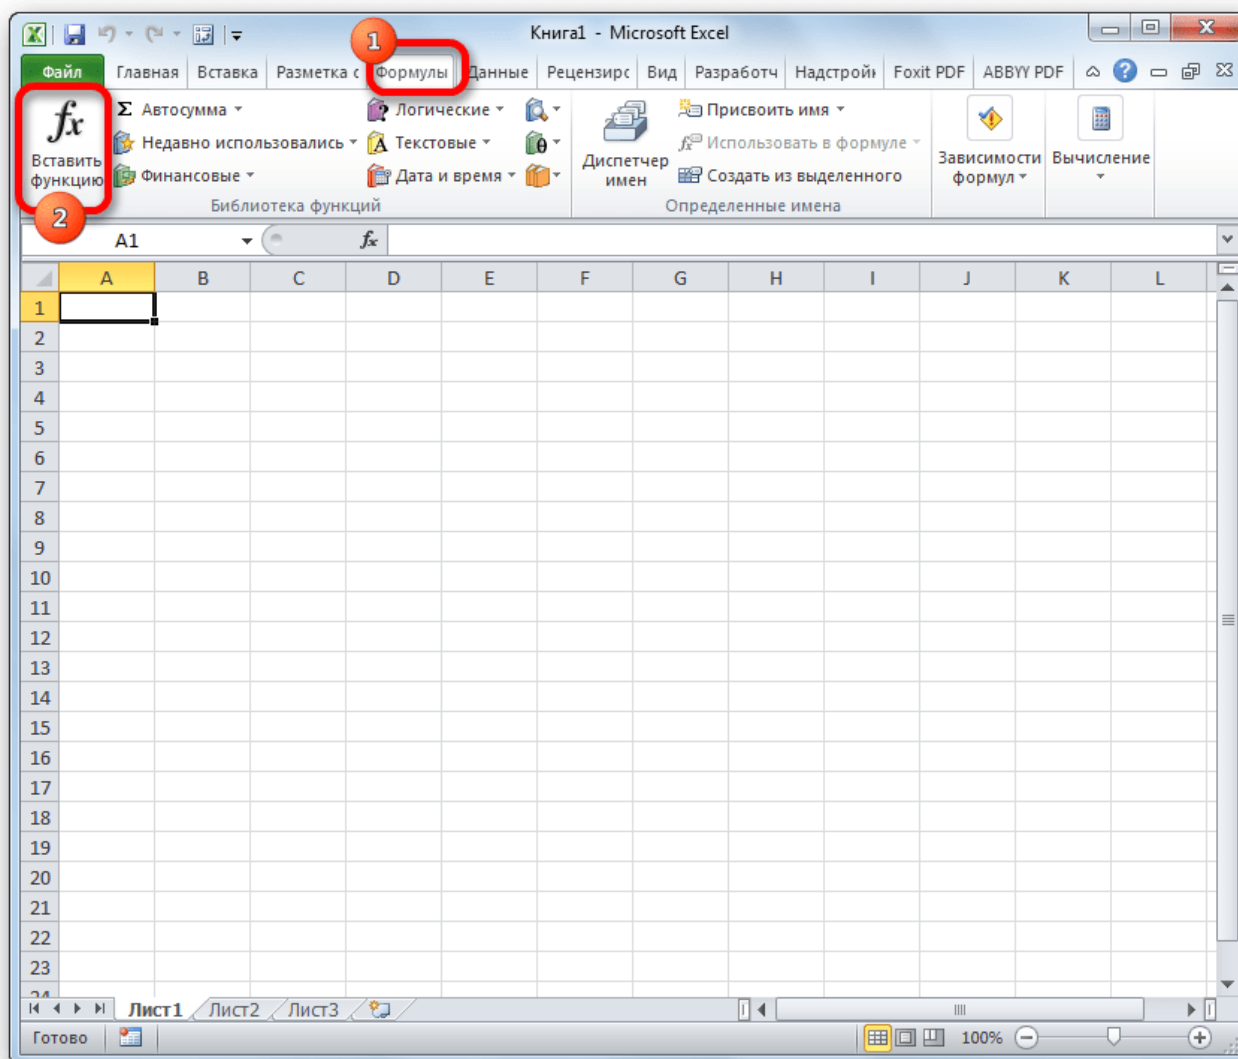 Книга1 - Microsoft Excel
1
Файл Главная Вставка Разметка с Формулы Данные Рецензирс Вид Разработч Надстройн Foxit PDF ABBYY PDF
fx Σ Автосумма Логические Присвоить имя
Недавно использовались Текстовые θ fx Использовать в формуле
Вставить функцию Финансовые Дата и время Диспетчер имен Создать из выделенного Зависимости формул Вычисление
Библиотека функций Определенные имена
2
A1 fx
A B C D E F G H I J K L
1
2
3
4
5
6
7
8
9
10
11
12
13
14
15
16
17
18
19
20
21
22
23
24
Лист1 Лист2 Лист3
Готово 100%